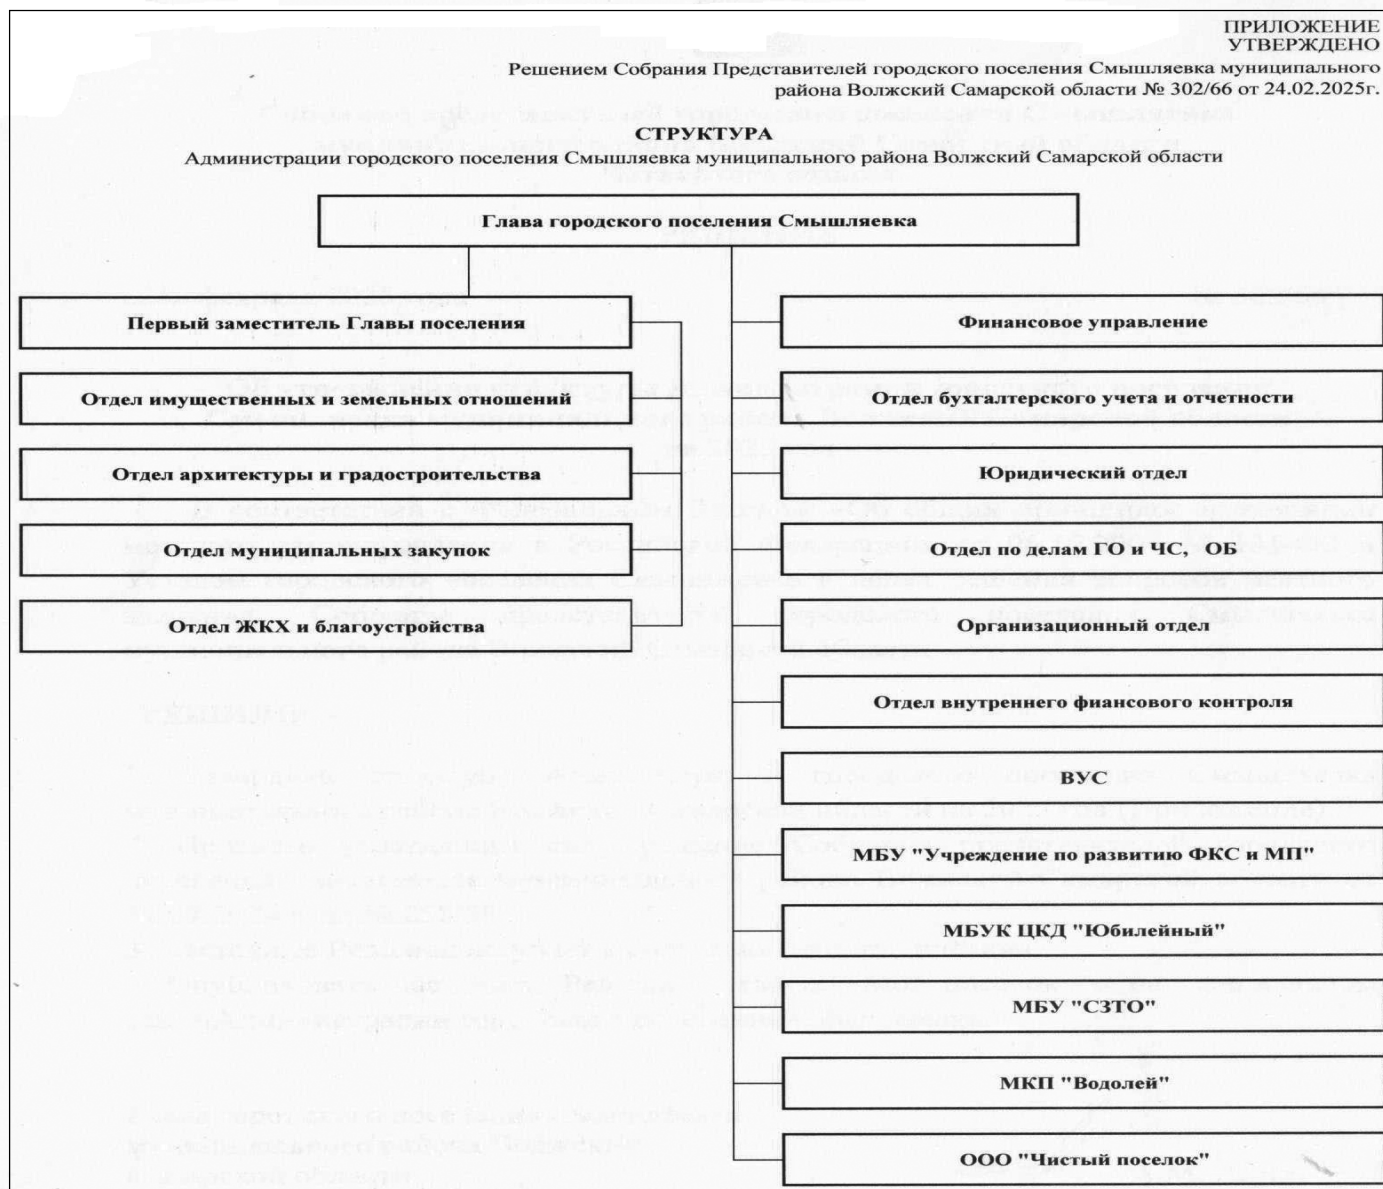 ПРИЛОЖЕНИЕ
УТВЕРЖДЕНО
Решением Собрания Представителей городского поселения Смышляевка муниципального
района Волжский Самарской области № 302/66 от 24.02.2025г.
СТРУКТУРА
Администрации городского поселения Смышляевка муниципального района Волжский Самарской области
Глава городского поселения Смышляевка
Первый заместитель Главы поселения
Отдел имущественных и земельных отношений
Отдел архитектуры и градостроительства
Отдел муниципальных закупок
Отдел ЖКХ и благоустройства
Финансовое управление
Отдел бухгалтерского учета и отчетности
Юридический отдел
Отдел по делам ГО и ЧС, ОБ.
Организационный отдел
Отдел внутреннего фиансового контроля
ВУС
МБУ "Учреждение по развитию ФКС и МП"
МБУК ЦКД "Юбилейный"
МБУ "СЗТО"
МКП "Водолей"
ООО "Чистый поселок"